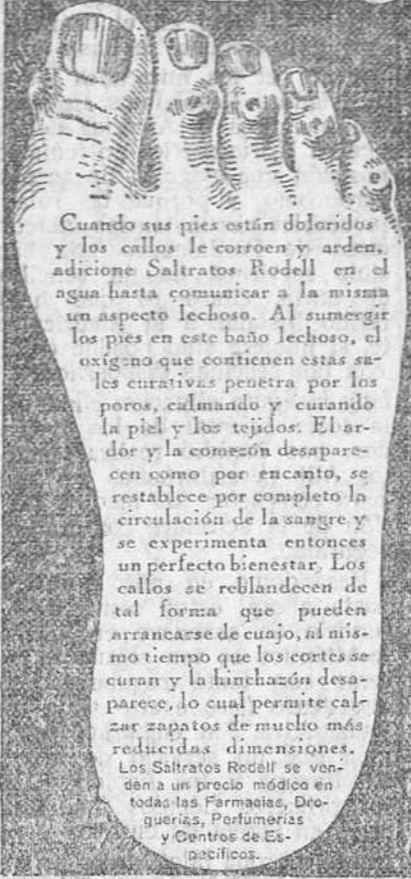 Cuando sus pies están doloridos
y los callos le corroen y arden,
adicione Saltratos Rodell en el
agua hasta comunicar a la misma
un aspecto lechoso. Al sumergir
los pies en este baño lechoso, el
oxígeno que contienen estas sa-
les curativas penetra por los
poros, calmando y curando
la piel y los tejidos. El ar-
dor y la comezón desapare-
cen como por encanto, se
restablece por completo la
circulación de la sangre y
se experimenta entonces
un perfecto bienestar. Los
callos se reblandecen de
tal forma que pueden
arrancarse de cuajo, al mis-
mo tiempo que los cortes se
curan y la hinchazón desa-
parece, lo cual permite cal-
zar zapatos de mucho más
reducidas dimensiones.
Los Saltratos Rodell se ven-
den a un precio módico en
todas las Farmacias, Dro-
guerías, Perfumerías
y Centros de Es-
pecíficos.